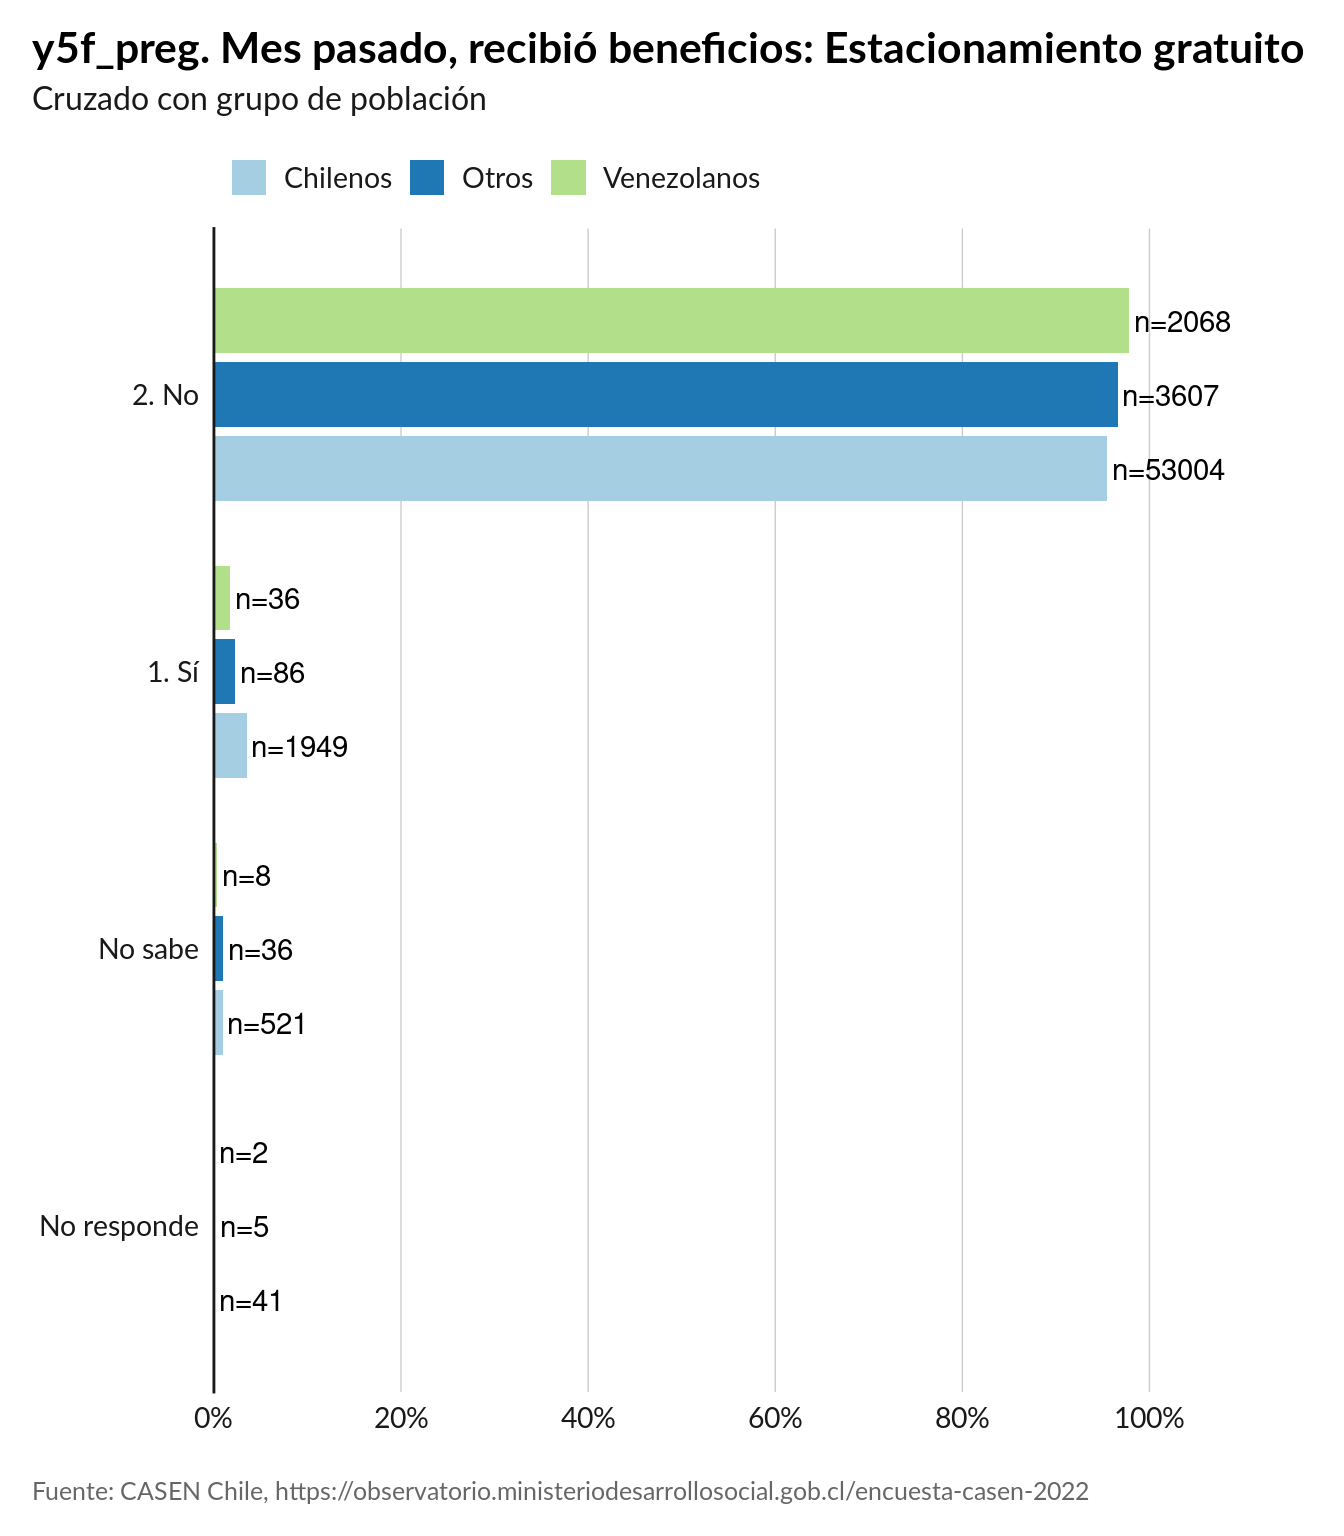 y5f_preg. Mes pasado, recibió beneficios: Estacionamiento gratuito
Cruzado con grupo de población
Chilenos Otros Venezolanos
n=2068
2. No n=3607
n=53004
n=36
1. Sí n=86
n=1949
n=8
No sabe n=36
n=521
n=2
No responde n=5
n=41
0% 20% 40% 60% 80% 100%
Fuente: CASEN Chile, https://observatorio.ministeriodesarrollosocial.gob.cl/encuesta-casen-2022